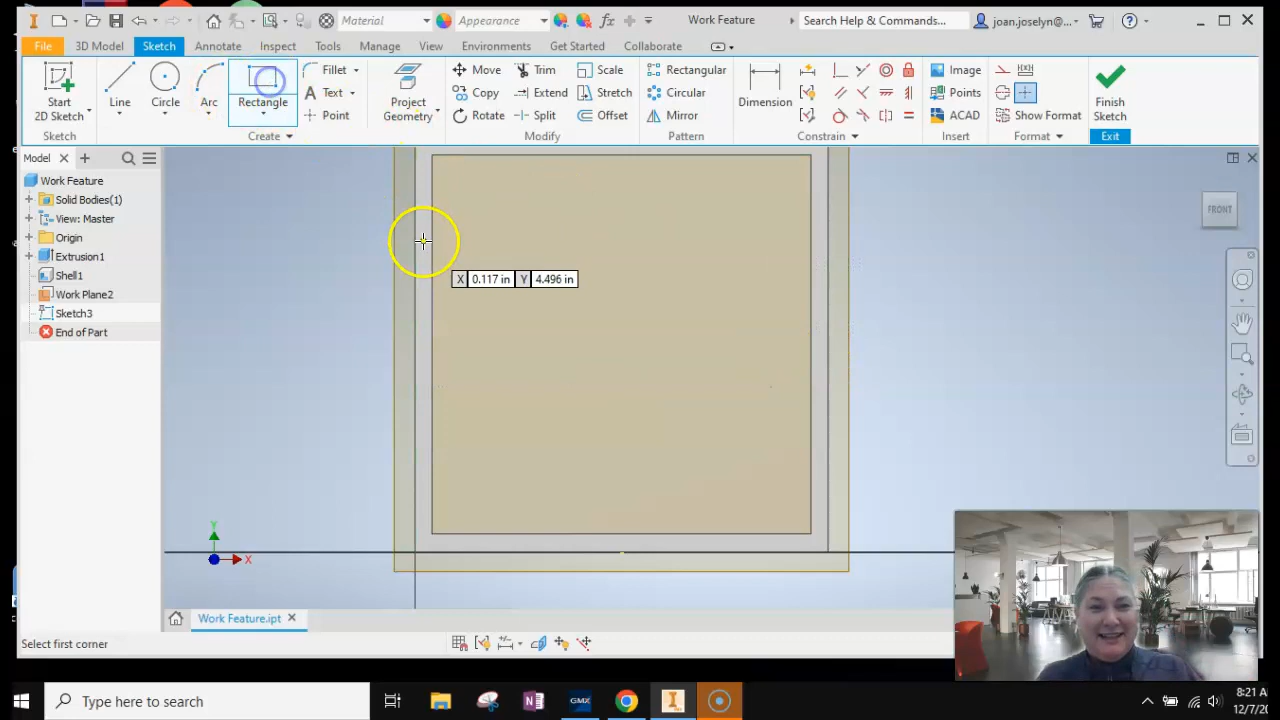 Material
Appearance
Work Feature
Search Help & Commands...
joan.joselyn@...
File
3D Model
Sketch
Annotate
Inspect
Tools
Manage
View
Environments
Get Started
Collaborate
Start
2D Sketch
Line
Circle
Arc
Rectangle
Fillet
Text
Point
Project
Geometry
Move
Copy
Rotate
Trim
Extend
Split
Scale
Stretch
Offset
Rectangular
Circular
Mirror
Dimension
Image
Points
ACAD
Show Format
Finish
Sketch
Sketch
Create
Modify
Pattern
Constrain
Insert
Format
Exit
Model
Work Feature
Solid Bodies(1)
View: Master
Origin
Extrusion1
Shell1
Work Plane2
Sketch3
End of Part
X 0.117 in Y 4.496 in
FRONT
Y
X
Work Feature.ipt
Select first corner
Type here to search
GMX
8:21 A
12/7/20